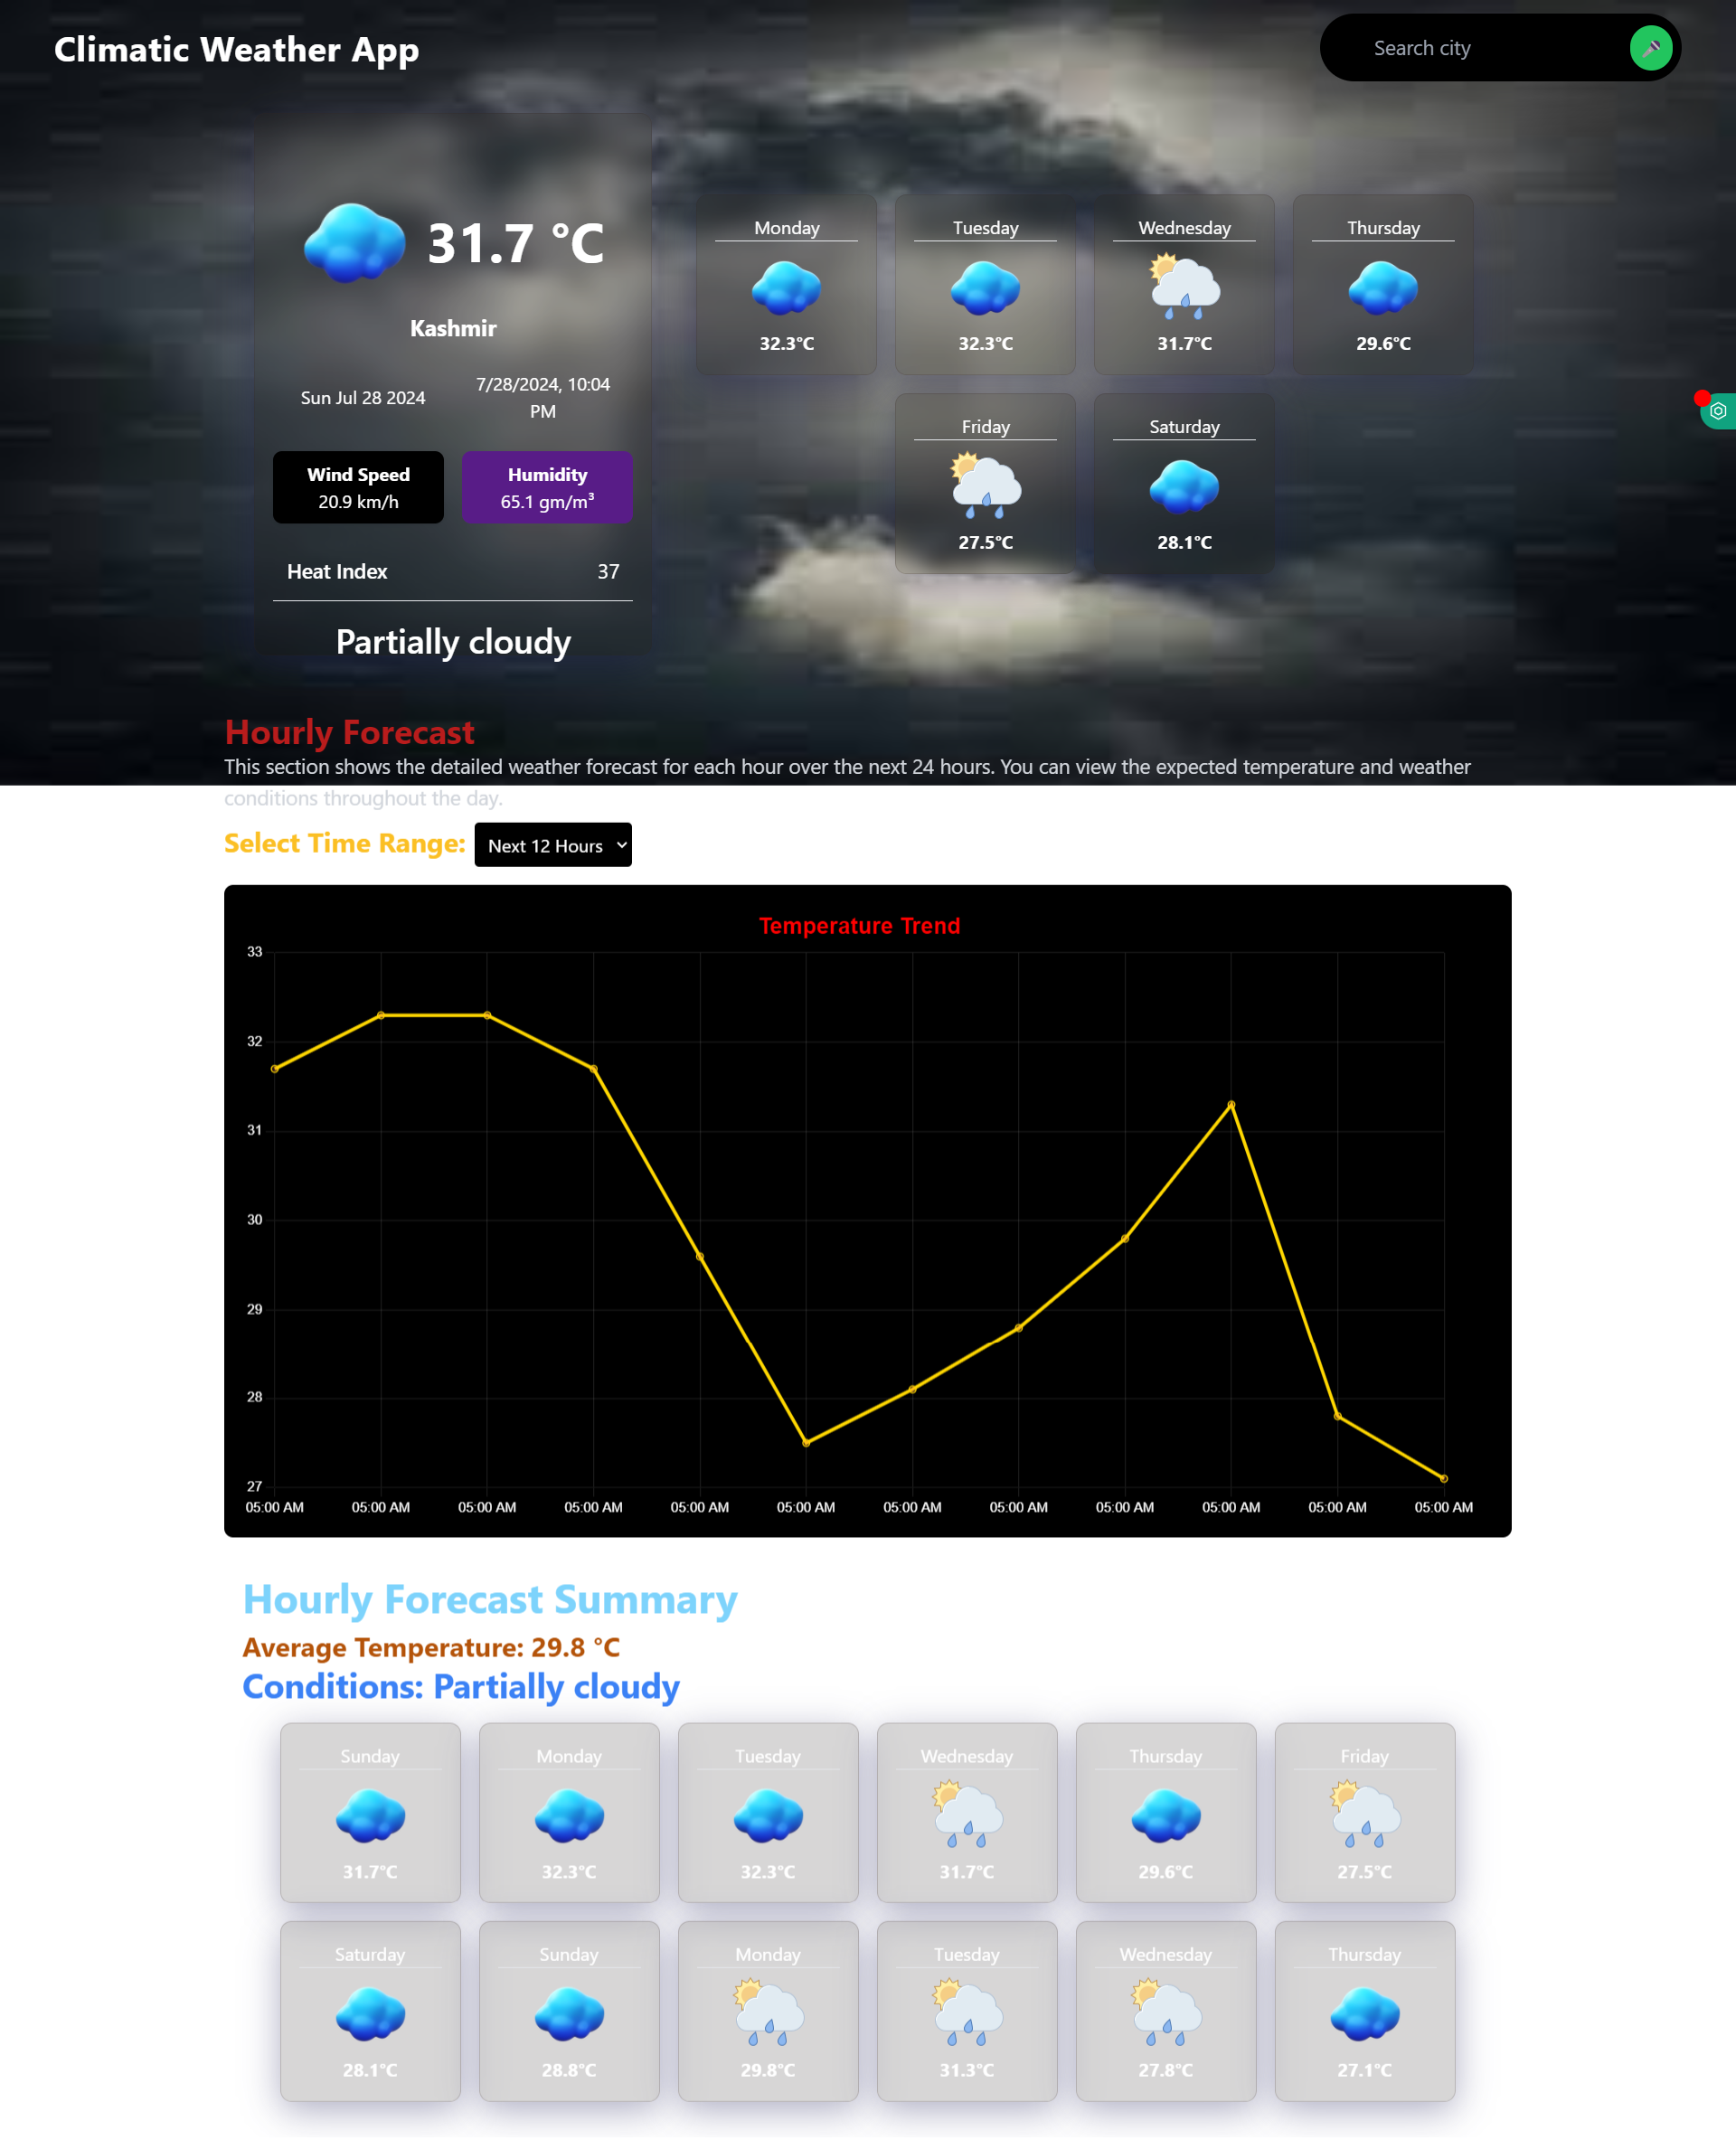 Climatic Weather App
Search city
31.7 °C
Kashmir
Sun Jul 28 2024
7/28/2024, 10:04
PM
Wind Speed
20.9 km/h
Humidity
65.1 gm/m³
Heat Index 37
Partially cloudy
Monday
32.3°C
Tuesday
32.3°C
Wednesday
31.7°C
Thursday
29.6°C
Friday
27.5°C
Saturday
28.1°C
Hourly Forecast
This section shows the detailed weather forecast for each hour over the next 24 hours. You can view the expected temperature and weather
conditions throughout the day.
Select Time Range: Next 12 Hours
Temperature Trend
33
32
31
30
29
28
27
05:00 AM 05:00 AM 05:00 AM 05:00 AM 05:00 AM 05:00 AM 05:00 AM 05:00 AM 05:00 AM 05:00 AM 05:00 AM 05:00 AM
Hourly Forecast Summary
Average Temperature: 29.8 °C
Conditions: Partially cloudy
Sunday
31.7°C
Monday
32.3°C
Tuesday
32.3°C
Wednesday
31.7°C
Thursday
29.6°C
Friday
27.5°C
Saturday
28.1°C
Sunday
28.8°C
Monday
29.8°C
Tuesday
31.3°C
Wednesday
27.8°C
Thursday
27.1°C